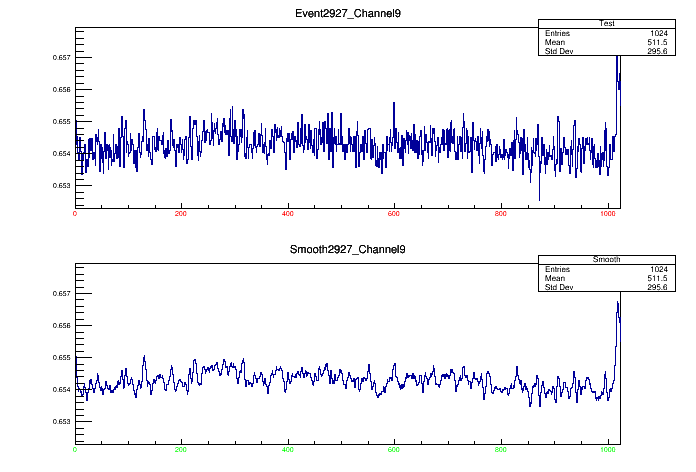 Event2927_Channel9
Test
Entries 1024
Mean 511.5
Std Dev 295.6
0.657
0.656
0.655
0.654
0.653
0 200 400 600 800 1000
Smooth2927_Channel9
Smooth
Entries 1024
Mean 511.5
Std Dev 295.6
0.657
0.656
0.655
0.654
0.653
0 200 400 600 800 1000